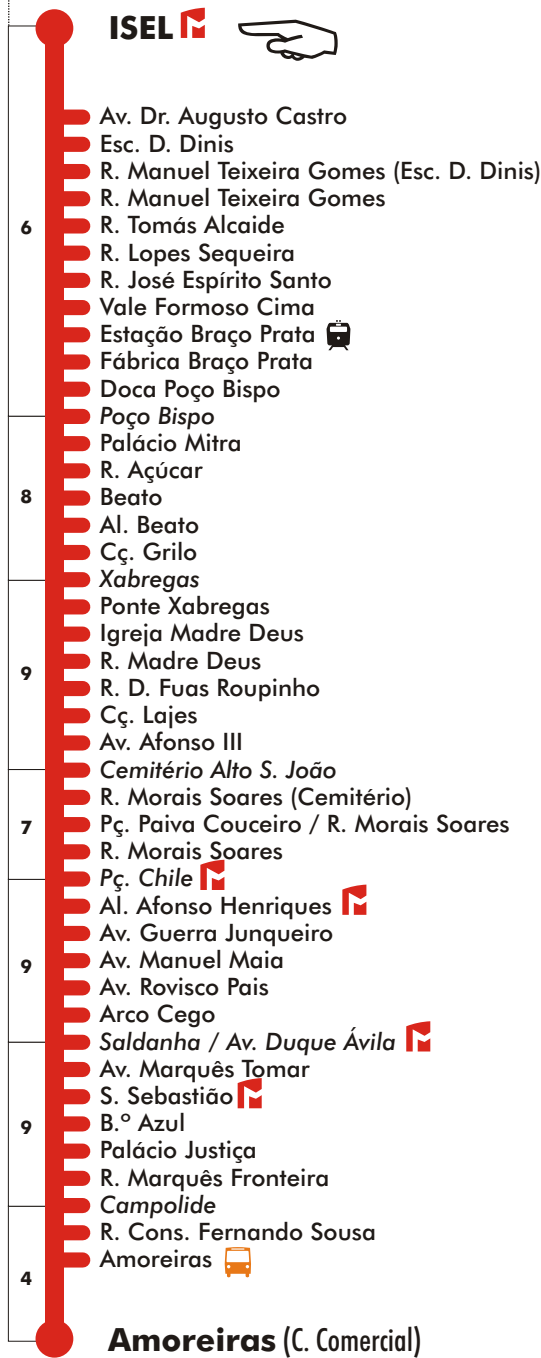 ISEL
Av. Dr. Augusto Castro
Esc. D. Dinis
R. Manuel Teixeira Gomes (Esc. D. Dinis)
R. Manuel Teixeira Gomes
6
R. Tomás Alcaide
R. Lopes Sequeira
R. José Espírito Santo
Vale Formoso Cima
Estação Braço Prata
Fábrica Braço Prata
Doca Poço Bispo
Poço Bispo
Palácio Mitra
R. Açúcar
8
Beato
Al. Beato
Cç. Grilo
Xabregas
Ponte Xabregas
Igreja Madre Deus
R. Madre Deus
9
R. D. Fuas Roupinho
Cç. Lajes
Av. Afonso III
Cemitério Alto S. João
R. Morais Soares (Cemitério)
7
Pç. Paiva Couceiro / R. Morais Soares
R. Morais Soares
Pç. Chile
Al. Afonso Henriques
Av. Guerra Junqueiro
9
Av. Manuel Maia
Av. Rovisco Pais
Arco Cego
Saldanha / Av. Duque Ávila
Av. Marquês Tomar
S. Sebastião
9
B.º Azul
Palácio Justiça
R. Marquês Fronteira
Campolide
R. Cons. Fernando Sousa
Amoreiras
4
Amoreiras (C. Comercial)